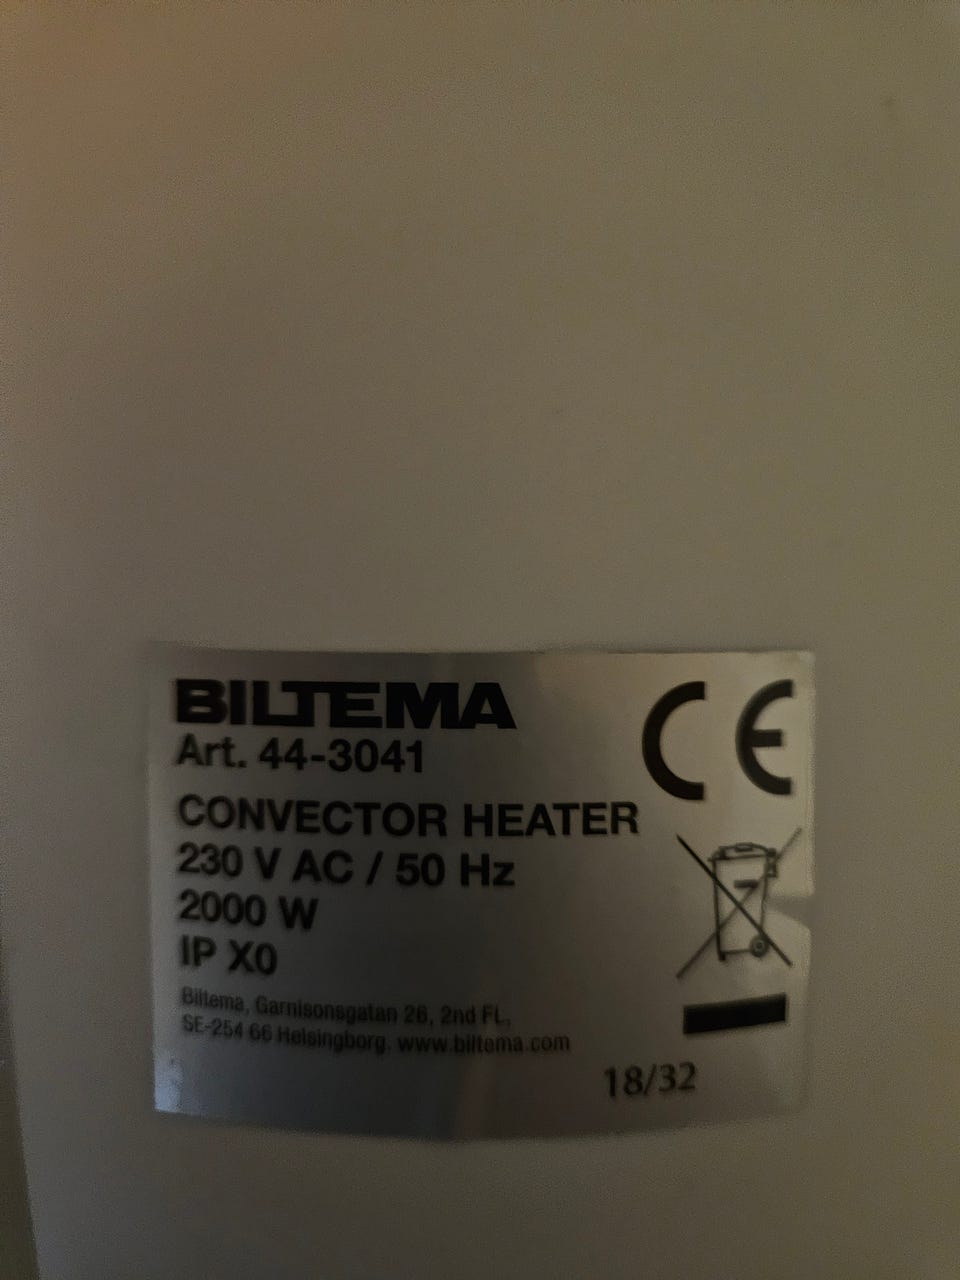 BILTEMA
Art. 44-3041
CE
CONVECTOR HEATER
230 V AC / 50 Hz
2000 W
IP X0
Biltema, Garnisonsgatan 26, 2nd FL,
SE-254 66 Helsingborg. www.biltema.com
18/32